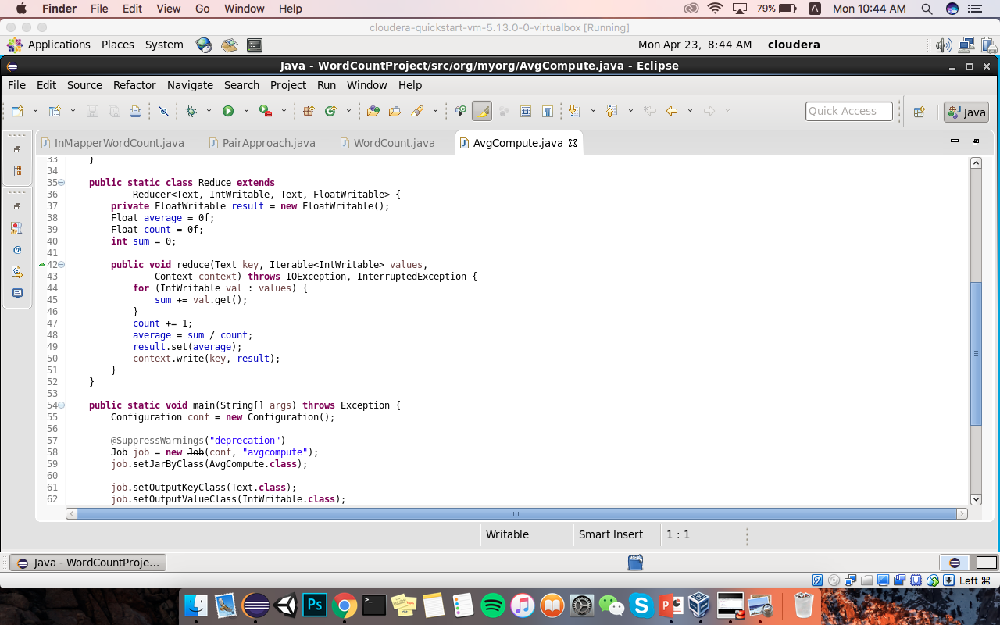 Finder File Edit View Go Window Help 79% A Mon 10:44 AM
cloudera-quickstart-vm-5.13.0-0-virtualbox [Running]
Applications Places System Mon Apr 23, 8:44 AM cloudera
Java - WordCountProject/src/org/myorg/AvgCompute.java - Eclipse
File Edit Source Refactor Navigate Search Project Run Window Help
Quick Access Java
InMapperWordCount.java PairApproach.java WordCount.java AvgCompute.java
33 }
34
35 public static class Reduce extends
36 Reducer<Text, IntWritable, Text, FloatWritable> {
37 private FloatWritable result = new FloatWritable();
38 Float average = 0f;
39 Float count = 0f;
40 int sum = 0;
41
42 public void reduce(Text key, Iterable<IntWritable> values,
43 Context context) throws IOException, InterruptedException {
44 for (IntWritable val : values) {
45 sum += val.get();
46 }
47 count += 1;
48 average = sum / count;
49 result.set(average);
50 context.write(key, result);
51 }
52 }
53
54 public static void main(String[] args) throws Exception {
55 Configuration conf = new Configuration();
56
57 @SuppressWarnings("deprecation")
58 Job job = new Job(conf, "avgcompute");
59 job.setJarByClass(AvgCompute.class);
60
61 job.setOutputKeyClass(Text.class);
62 job.setOutputValueClass(IntWritable.class);
Writable Smart Insert 1 : 1
Java - WordCountProje...
Left ⌘
Ps